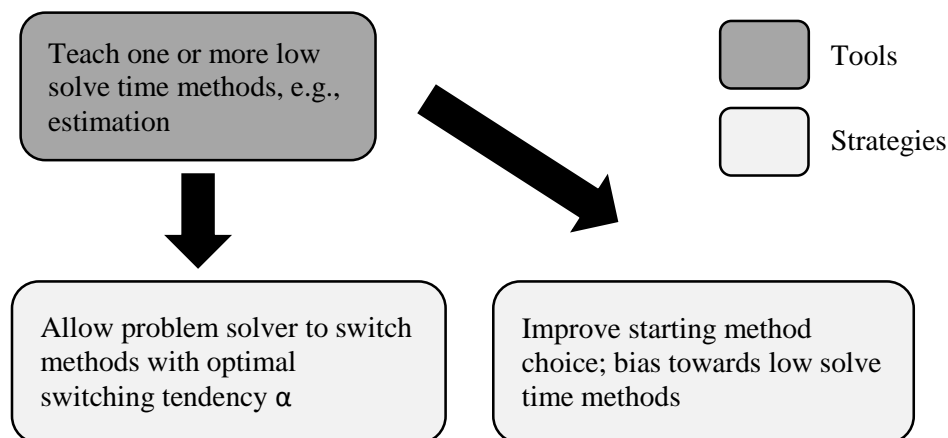 Teach one or more low
solve time methods, e.g.,
estimation
Tools
Strategies
Allow problem solver to switch
methods with optimal
switching tendency α
Improve starting method
choice; bias towards low solve
time methods